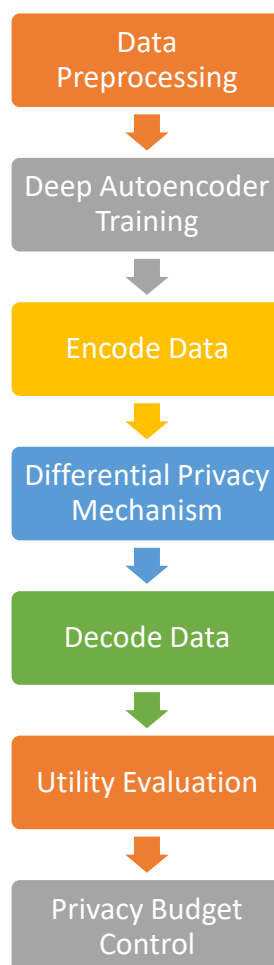 Data
Preprocessing
Deep Autoencoder
Training
Encode Data
Differential Privacy
Mechanism
Decode Data
Utility Evaluation
Privacy Budget
Control